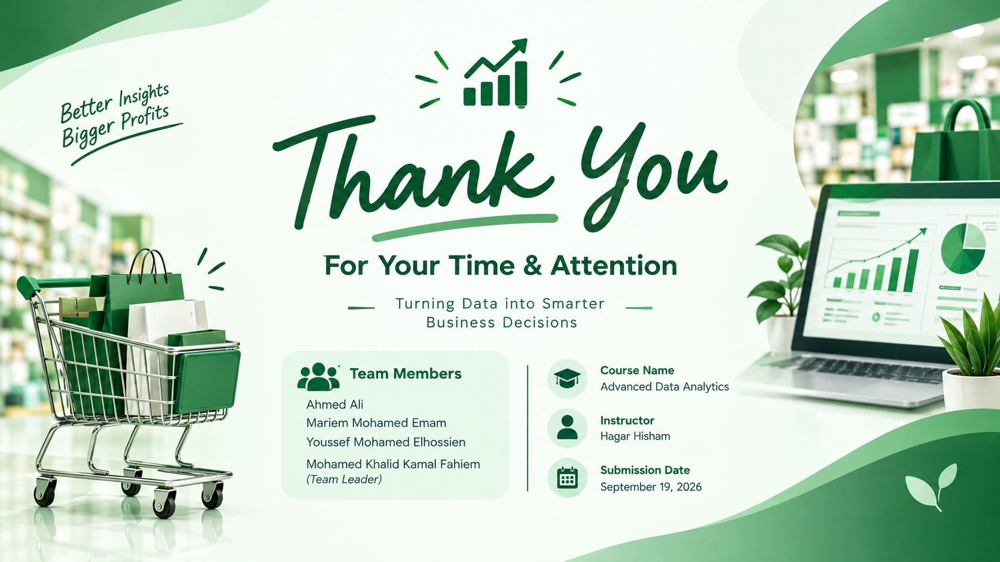 Better Insights
Bigger Profits
Thank You
For Your Time & Attention
Turning Data into Smarter
Business Decisions
Team Members
Ahmed Ali
Mariem Mohamed Emam
Youssef Mohamed Elhossien
Mohamed Khalid Kamal Fahiem
(Team Leader)
Course Name
Advanced Data Analytics
Instructor
Hagar Hisham
Submission Date
September 19, 2026